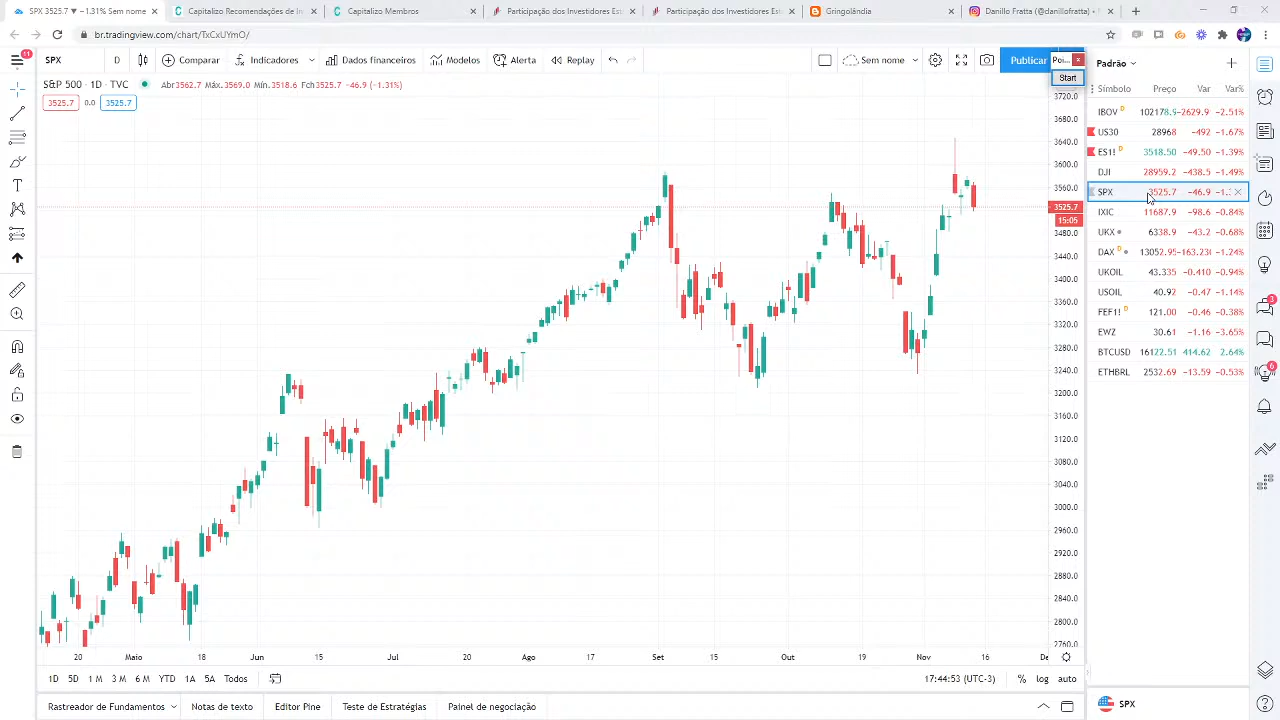 SPX 3525.7 ▼ −1.31% Sem nome
Capitalizo Recomendações de In
Capitalizo Membros
Participação dos Investidores Est
Participação dos Investidores Est
Gringolândia
Danillo Fratta (@danillofratta) •
br.tradingview.com/chart/TxCxUYmO/
11
SPX
D
Comparar
Indicadores
Dados financeiros
Modelos
Alerta
Replay
Sem nome
Publicar
Poi...
Start
Padrão
S&P 500 · 1D · TVC
Abr3562.7 Máx.3569.0 Mín.3518.6 Fch3525.7 −46.9 (−1.31%)
3525.7 0.0 3525.7
Símbolo Preço Var Var%
IBOV D 102178.9 −2629.9 −2.51%
US30 28968 −492 −1.67%
ES1! D 3518.50 −49.50 −1.39%
DJI 28959.2 −438.5 −1.49%
SPX 3525.7 −46.9
IXIC 11687.9 −98.6 −0.84%
UKX 6338.9 −43.2 −0.68%
DAX D 13052.95 −163.230 −1.24%
UKOIL 43.335 −0.410 −0.94%
USOIL 40.92 −0.47 −1.14%
FEF1! D 121.00 −0.46 −0.38%
EWZ 30.61 −1.16 −3.65%
BTCUSD 16122.51 414.62 2.64%
ETHBRL 2532.69 −13.59 −0.53%
3720.0
3680.0
3640.0
3600.0
3560.0
3525.7
15:05
3480.0
3440.0
3400.0
3360.0
3320.0
3280.0
3240.0
3200.0
3160.0
3120.0
3080.0
3040.0
3000.0
2960.0
2920.0
2880.0
2840.0
2800.0
2760.0
3
6
20 Maio 18 Jun 15 Jul 20 Ago 17 Set 15 Out 19 Nov 16 De
1D 5D 1 M 3 M 6 M YTD 1A 5A Todos
17:44:53 (UTC-3) % log auto
Rastreador de Fundamentos
Notas de texto
Editor Pine
Teste de Estratégias
Painel de negociação
SPX